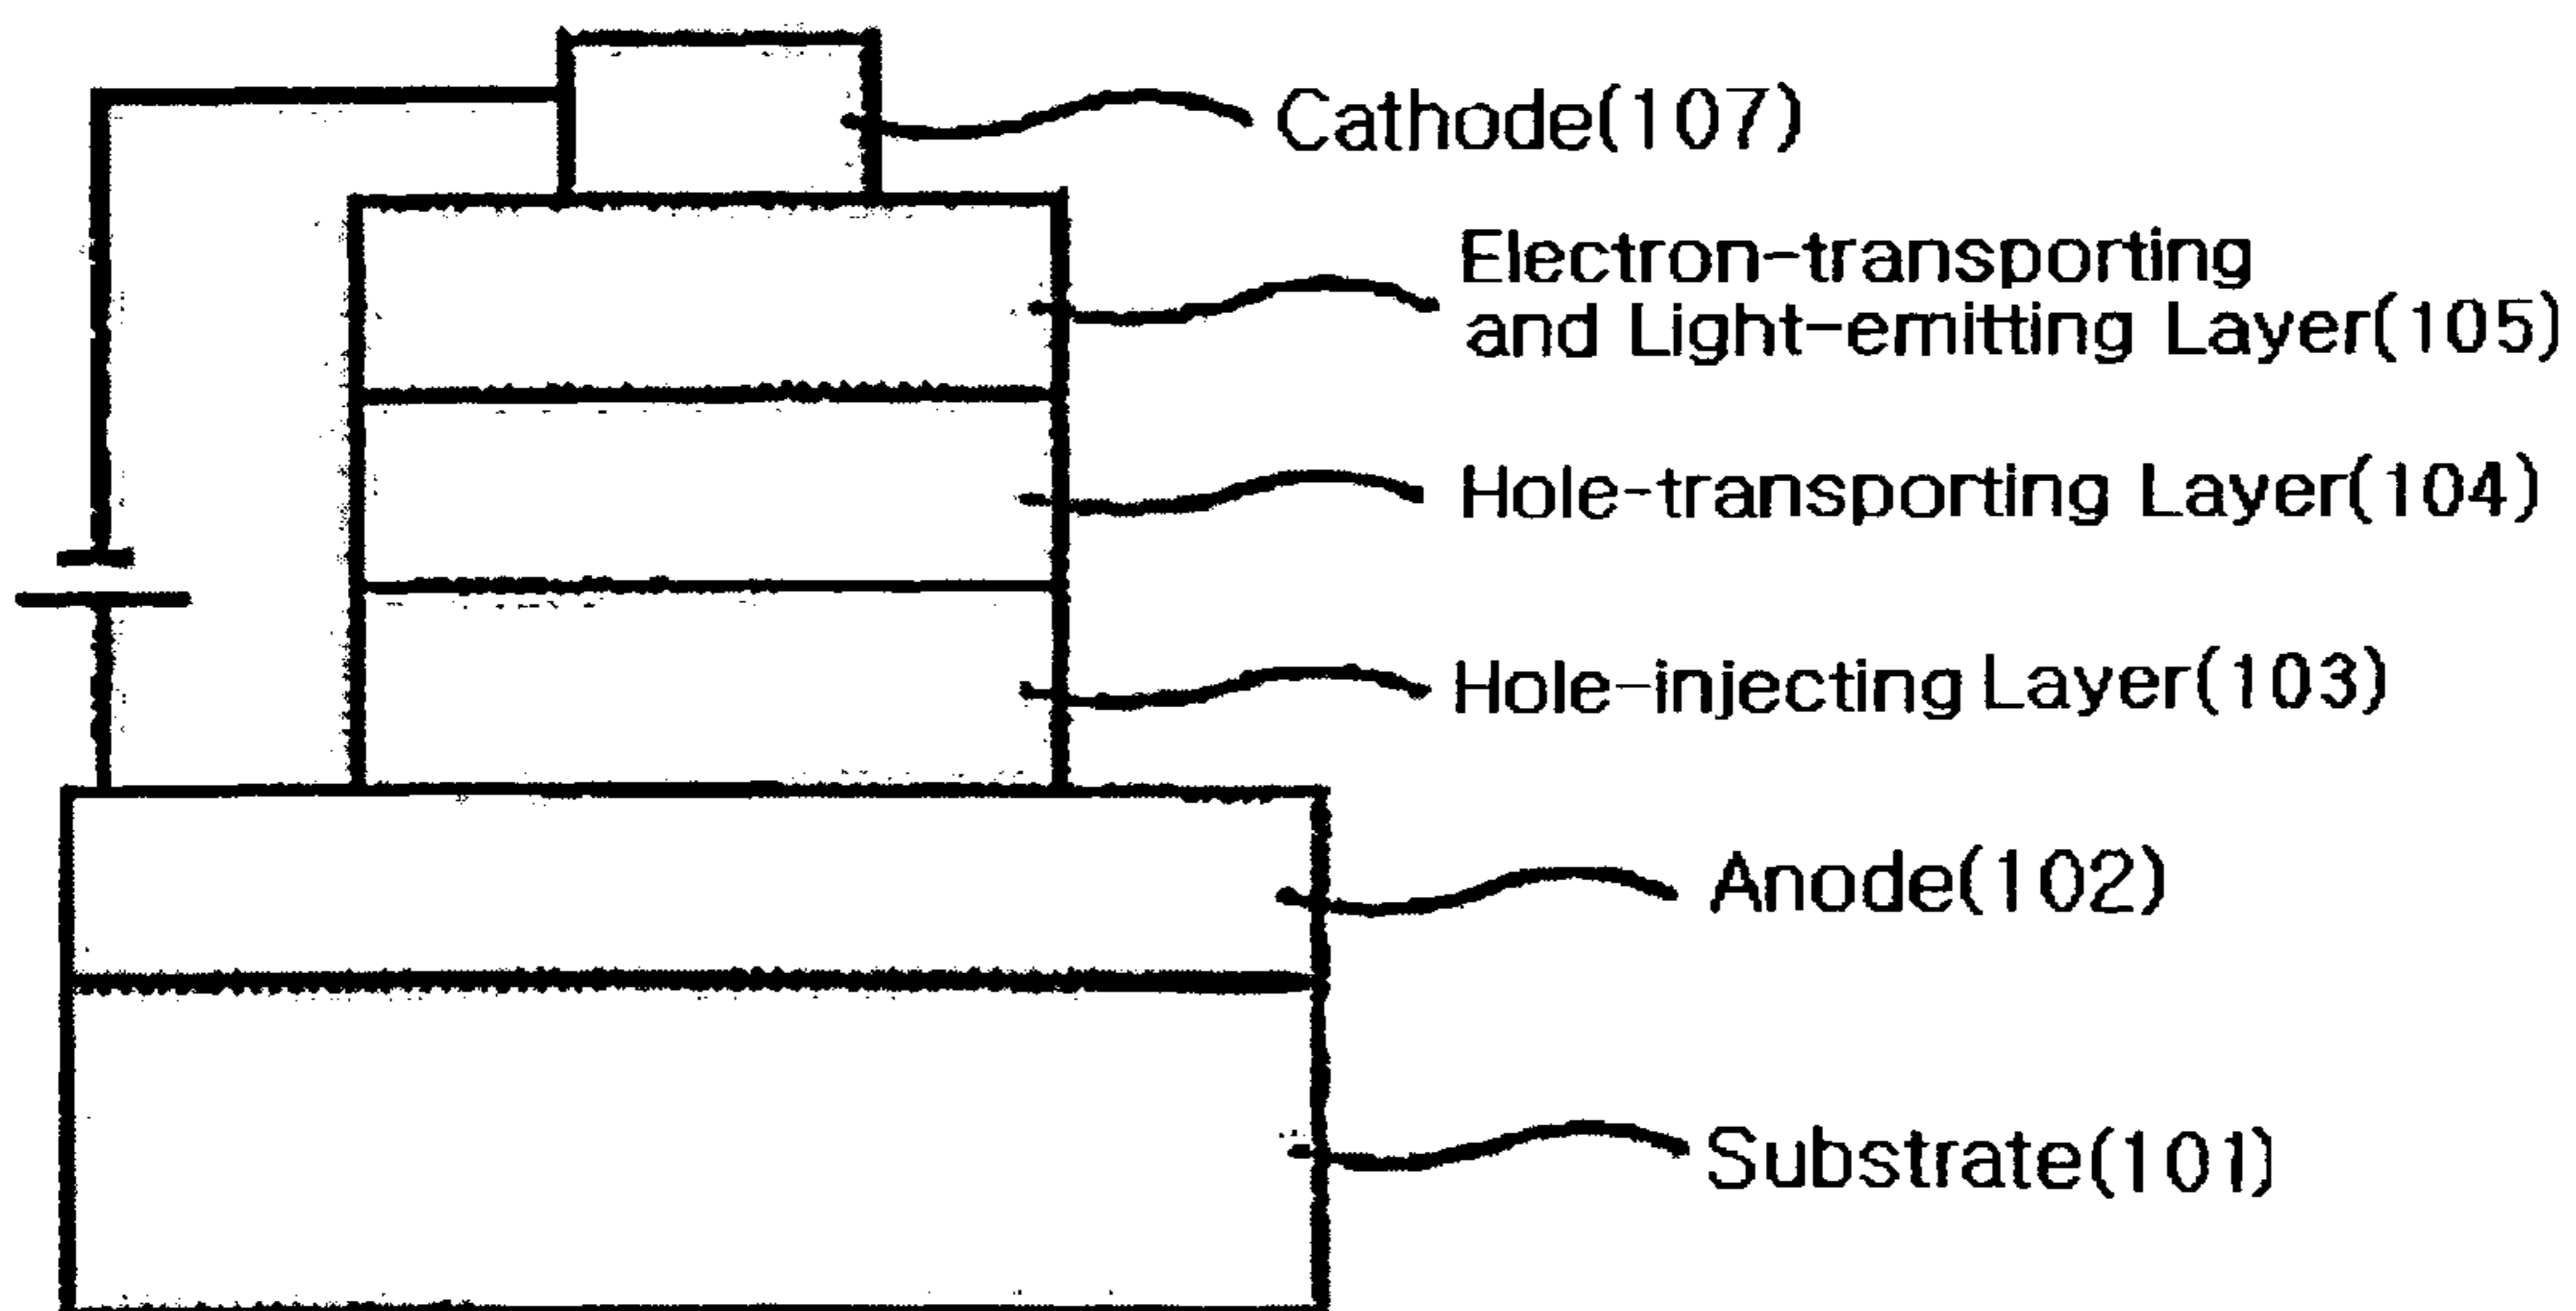 Cathode(107)
Electron-transporting
and Light-emitting Layer(105)
Hole-transporting Layer(104)
Hole-injecting Layer(103)
Anode(102)
Substrate(101)